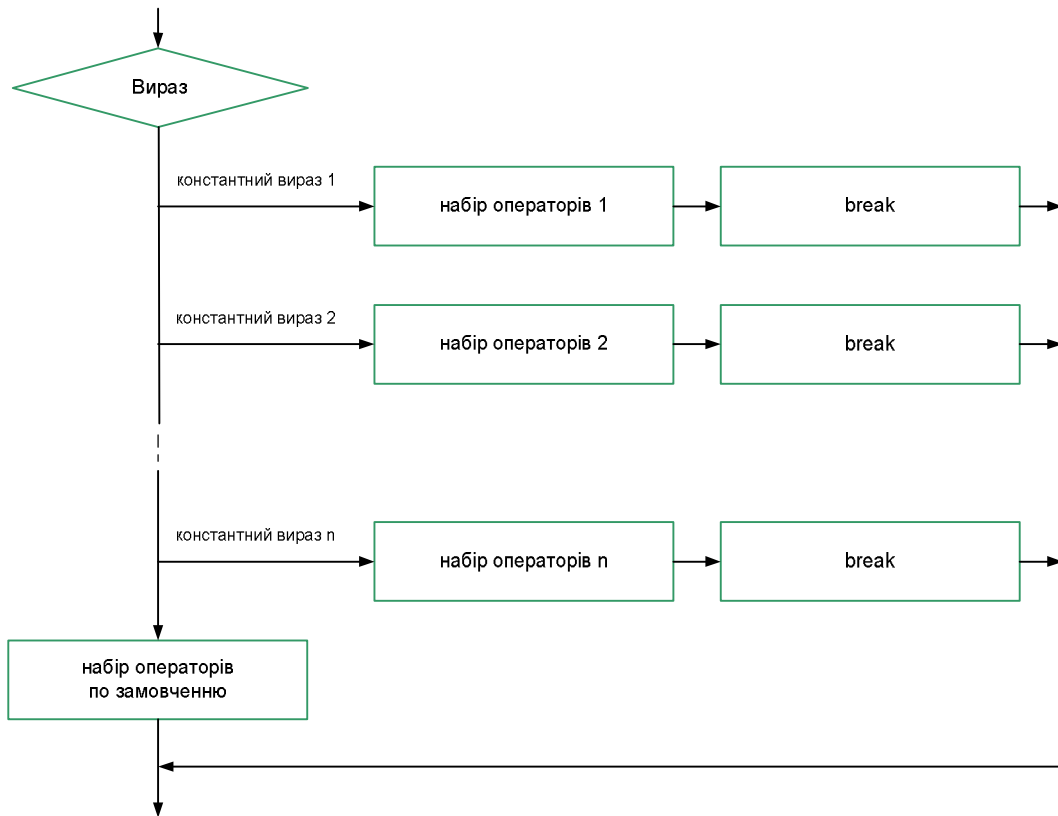 Вираз
константний вираз 1
набір операторів 1
break
константний вираз 2
набір операторів 2
break
константний вираз n
набір операторів n
break
набір операторів
по замовченню